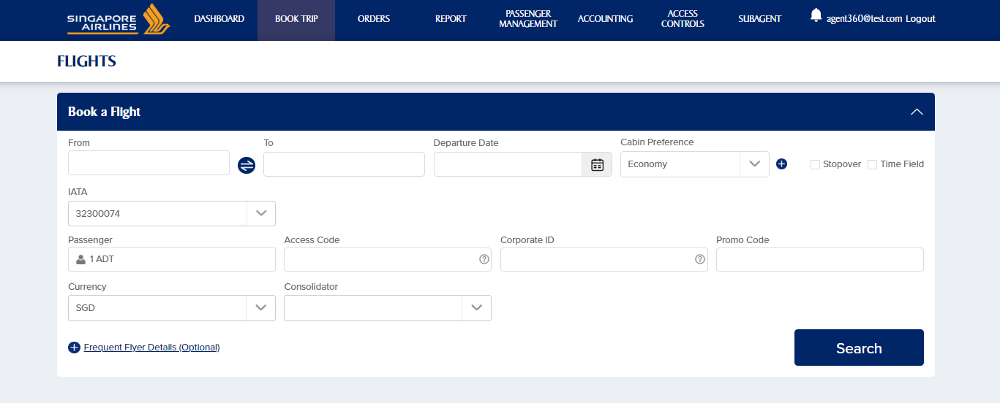 SINGAPORE
AIRLINES
DASHBOARD
BOOK TRIP
ORDERS
REPORT
PASSENGER
MANAGEMENT
ACCOUNTING
ACCESS
CONTROLS
SUBAGENT
agent360@test.com Logout
FLIGHTS
Book a Flight
From
To
Departure Date
Cabin Preference
Economy
Stopover
Time Field
IATA
32300074
Passenger
Access Code
Corporate ID
Promo Code
1 ADT
?
?
Currency
Consolidator
SGD
Frequent Flyer Details (Optional)
Search